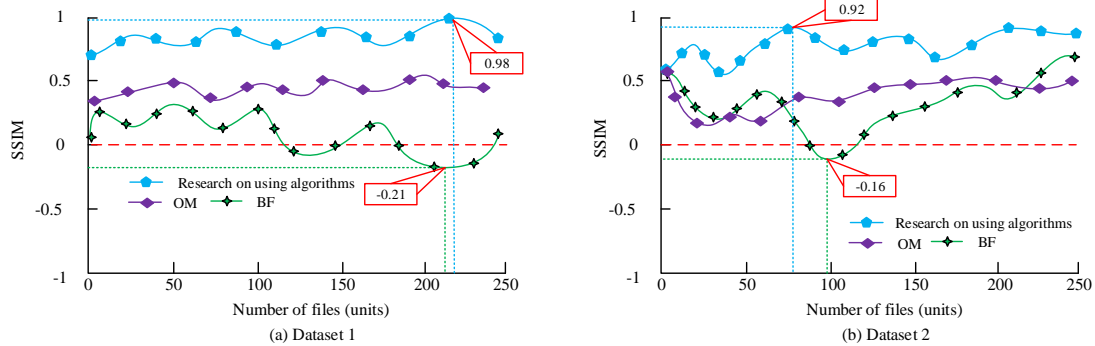 1
0.5
0
-0.5
-1
SSIM
0.98
-0.21
Research on using algorithms
OM
BF
0
50
100
150
200
250
Number of files (units)
(a) Dataset 1
1
0.5
0
-0.5
-1
SSIM
0.92
-0.16
Research on using algorithms
OM
BF
0
50
100
150
200
250
Number of files (units)
(b) Dataset 2